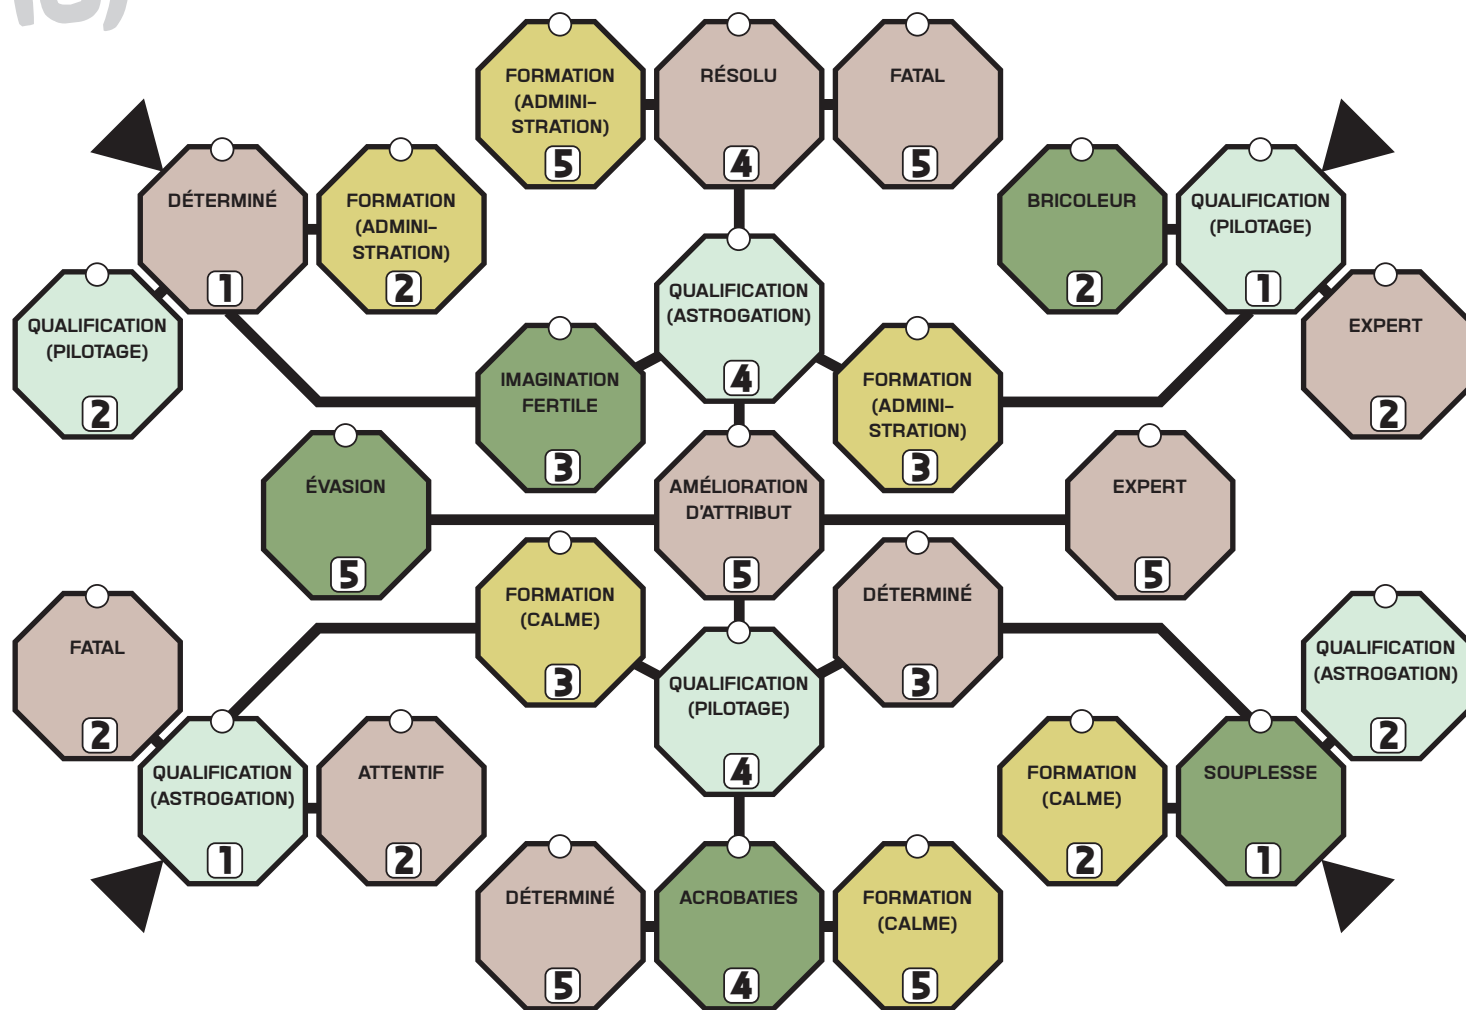 FORMATION
(ADMINI-
STRATION)
5
RÉSOLU
4
FATAL
5
DÉTERMINÉ
1
FORMATION
(ADMINI-
STRATION)
2
BRICOLEUR
2
QUALIFICATION
(PILOTAGE)
1
QUALIFICATION
(PILOTAGE)
2
QUALIFICATION
(ASTROGATION)
4
EXPERT
2
IMAGINATION
FERTILE
3
FORMATION
(ADMINI-
STRATION)
3
ÉVASION
5
AMÉLIORATION
D'ATTRIBUT
5
EXPERT
5
FORMATION
(CALME)
3
DÉTERMINÉ
3
FATAL
2
QUALIFICATION
(PILOTAGE)
4
QUALIFICATION
(ASTROGATION)
2
QUALIFICATION
(ASTROGATION)
1
ATTENTIF
2
FORMATION
(CALME)
2
SOUPLESSE
1
DÉTERMINÉ
5
ACROBATIES
4
FORMATION
(CALME)
5